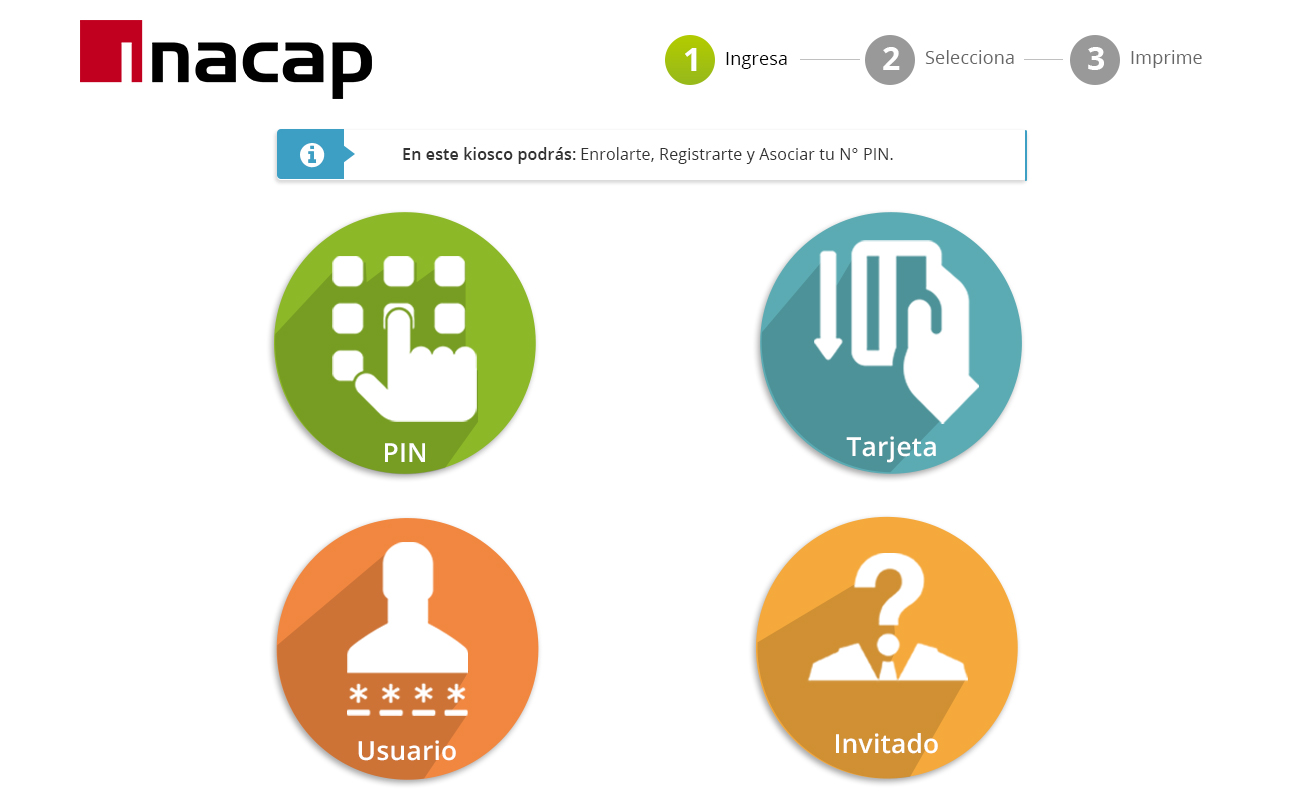 inacap
1 Ingresa 2 Selecciona 3 Imprime
En este kiosco podrás: Enrolarte, Registrarte y Asociar tu N° PIN.
PIN
Tarjeta
* * * *
Usuario
?
Invitado